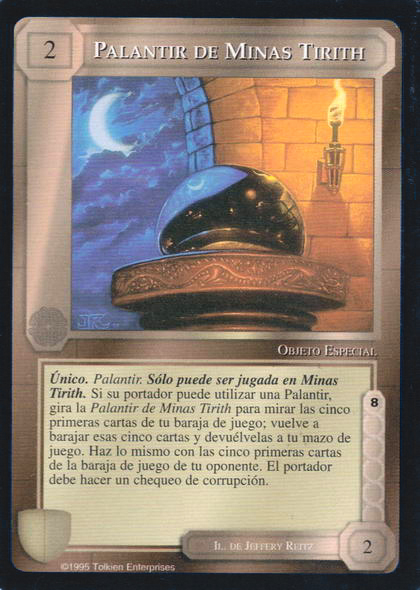 2
PALANTIR DE MINAS TIRITH
JTR
OBJETO ESPECIAL
Único. Palantir. Sólo puede ser jugada en Minas
Tirith. Si su portador puede utilizar una Palantir,
gira la Palantir de Minas Tirith para mirar las cinco
primeras cartas de tu baraja de juego; vuelve a
barajar esas cinco cartas y devuélvelas a tu mazo de
juego. Haz lo mismo con las cinco primeras cartas
de la baraja de juego de tu oponente. El portador
debe hacer un chequeo de corrupción.
8
IL. DE JEFFERY REITZ
2
©1995 Tolkien Enterprises